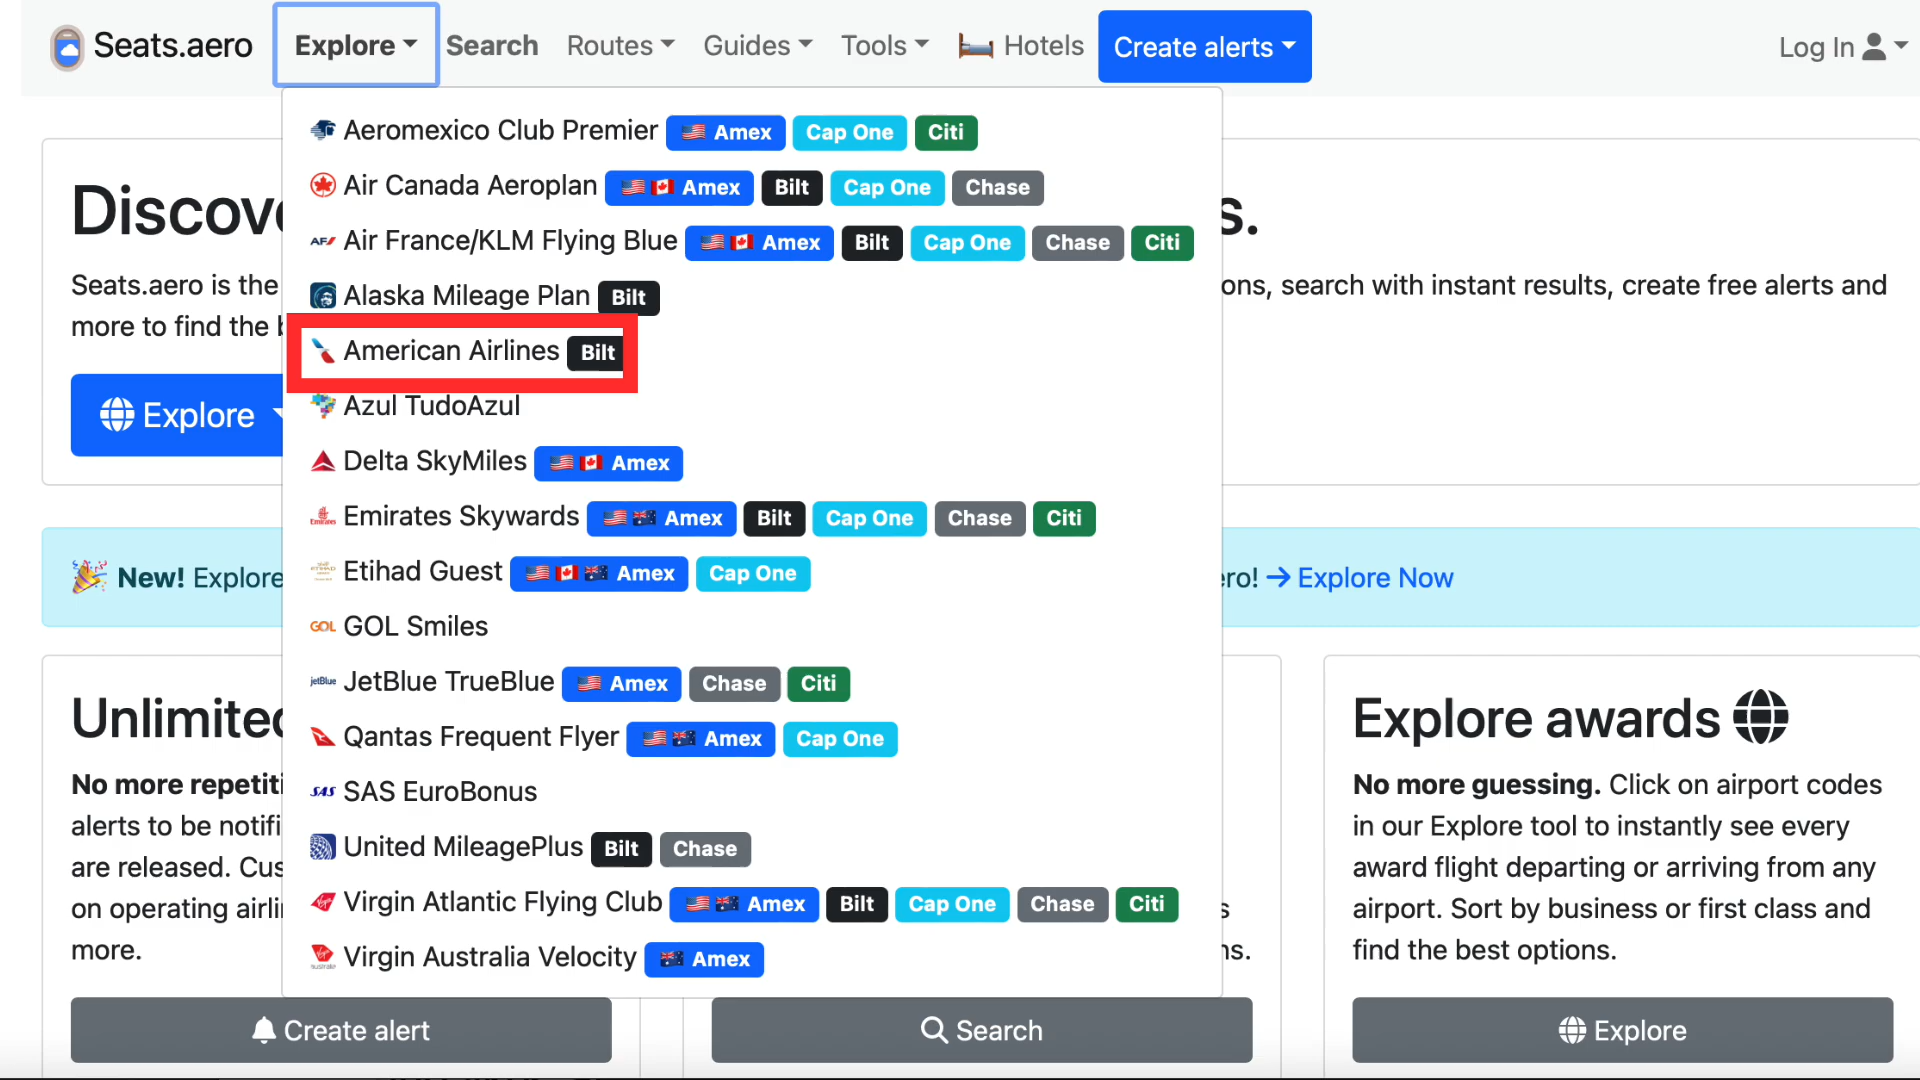 Seats.aero Explore Search Routes Guides Tools Hotels Create alerts Log In
Aeromexico Club Premier Amex Cap One Citi
Air Canada Aeroplan Amex Bilt Cap One Chase
AF Air France/KLM Flying Blue Amex Bilt Cap One Chase Citi
Alaska Mileage Plan Bilt
American Airlines Bilt
Azul TudoAzul
Delta SkyMiles Amex
Emirates Emirates Skywards Amex Bilt Cap One Chase Citi
Etihad Guest Amex Cap One
GOL GOL Smiles
jetBlue JetBlue TrueBlue Amex Chase Citi
Qantas Frequent Flyer Amex Cap One
SAS SAS EuroBonus
United MileagePlus Bilt Chase
Virgin Atlantic Flying Club Amex Bilt Cap One Chase Citi
Virgin Australia Velocity Amex
Discov s.
Seats.aero is the ons, search with instant results, create free alerts and
more to find the
Explore
New! Explore ero! → Explore Now
Unlimited
No more repetiti
alerts to be notifi
are released. Cus
on operating airli
more.
Create alert
s
ns.
Search
Explore awards
No more guessing. Click on airport codes
in our Explore tool to instantly see every
award flight departing or arriving from any
airport. Sort by business or first class and
find the best options.
Explore